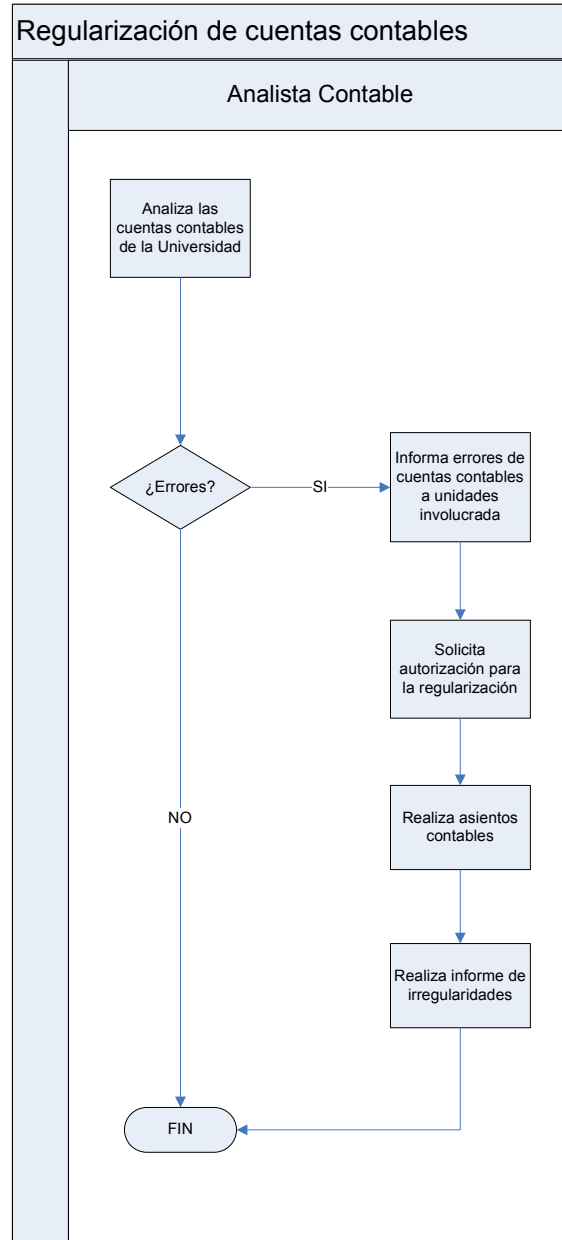 Regularización de cuentas contables
Analista Contable
Analiza las
cuentas contables
de la Universidad
¿Errores?
SI
Informa errores de
cuentas contables
a unidades
involucrada
Solicita
autorización para
la regularización
NO
Realiza asientos
contables
Realiza informe de
irregularidades
FIN